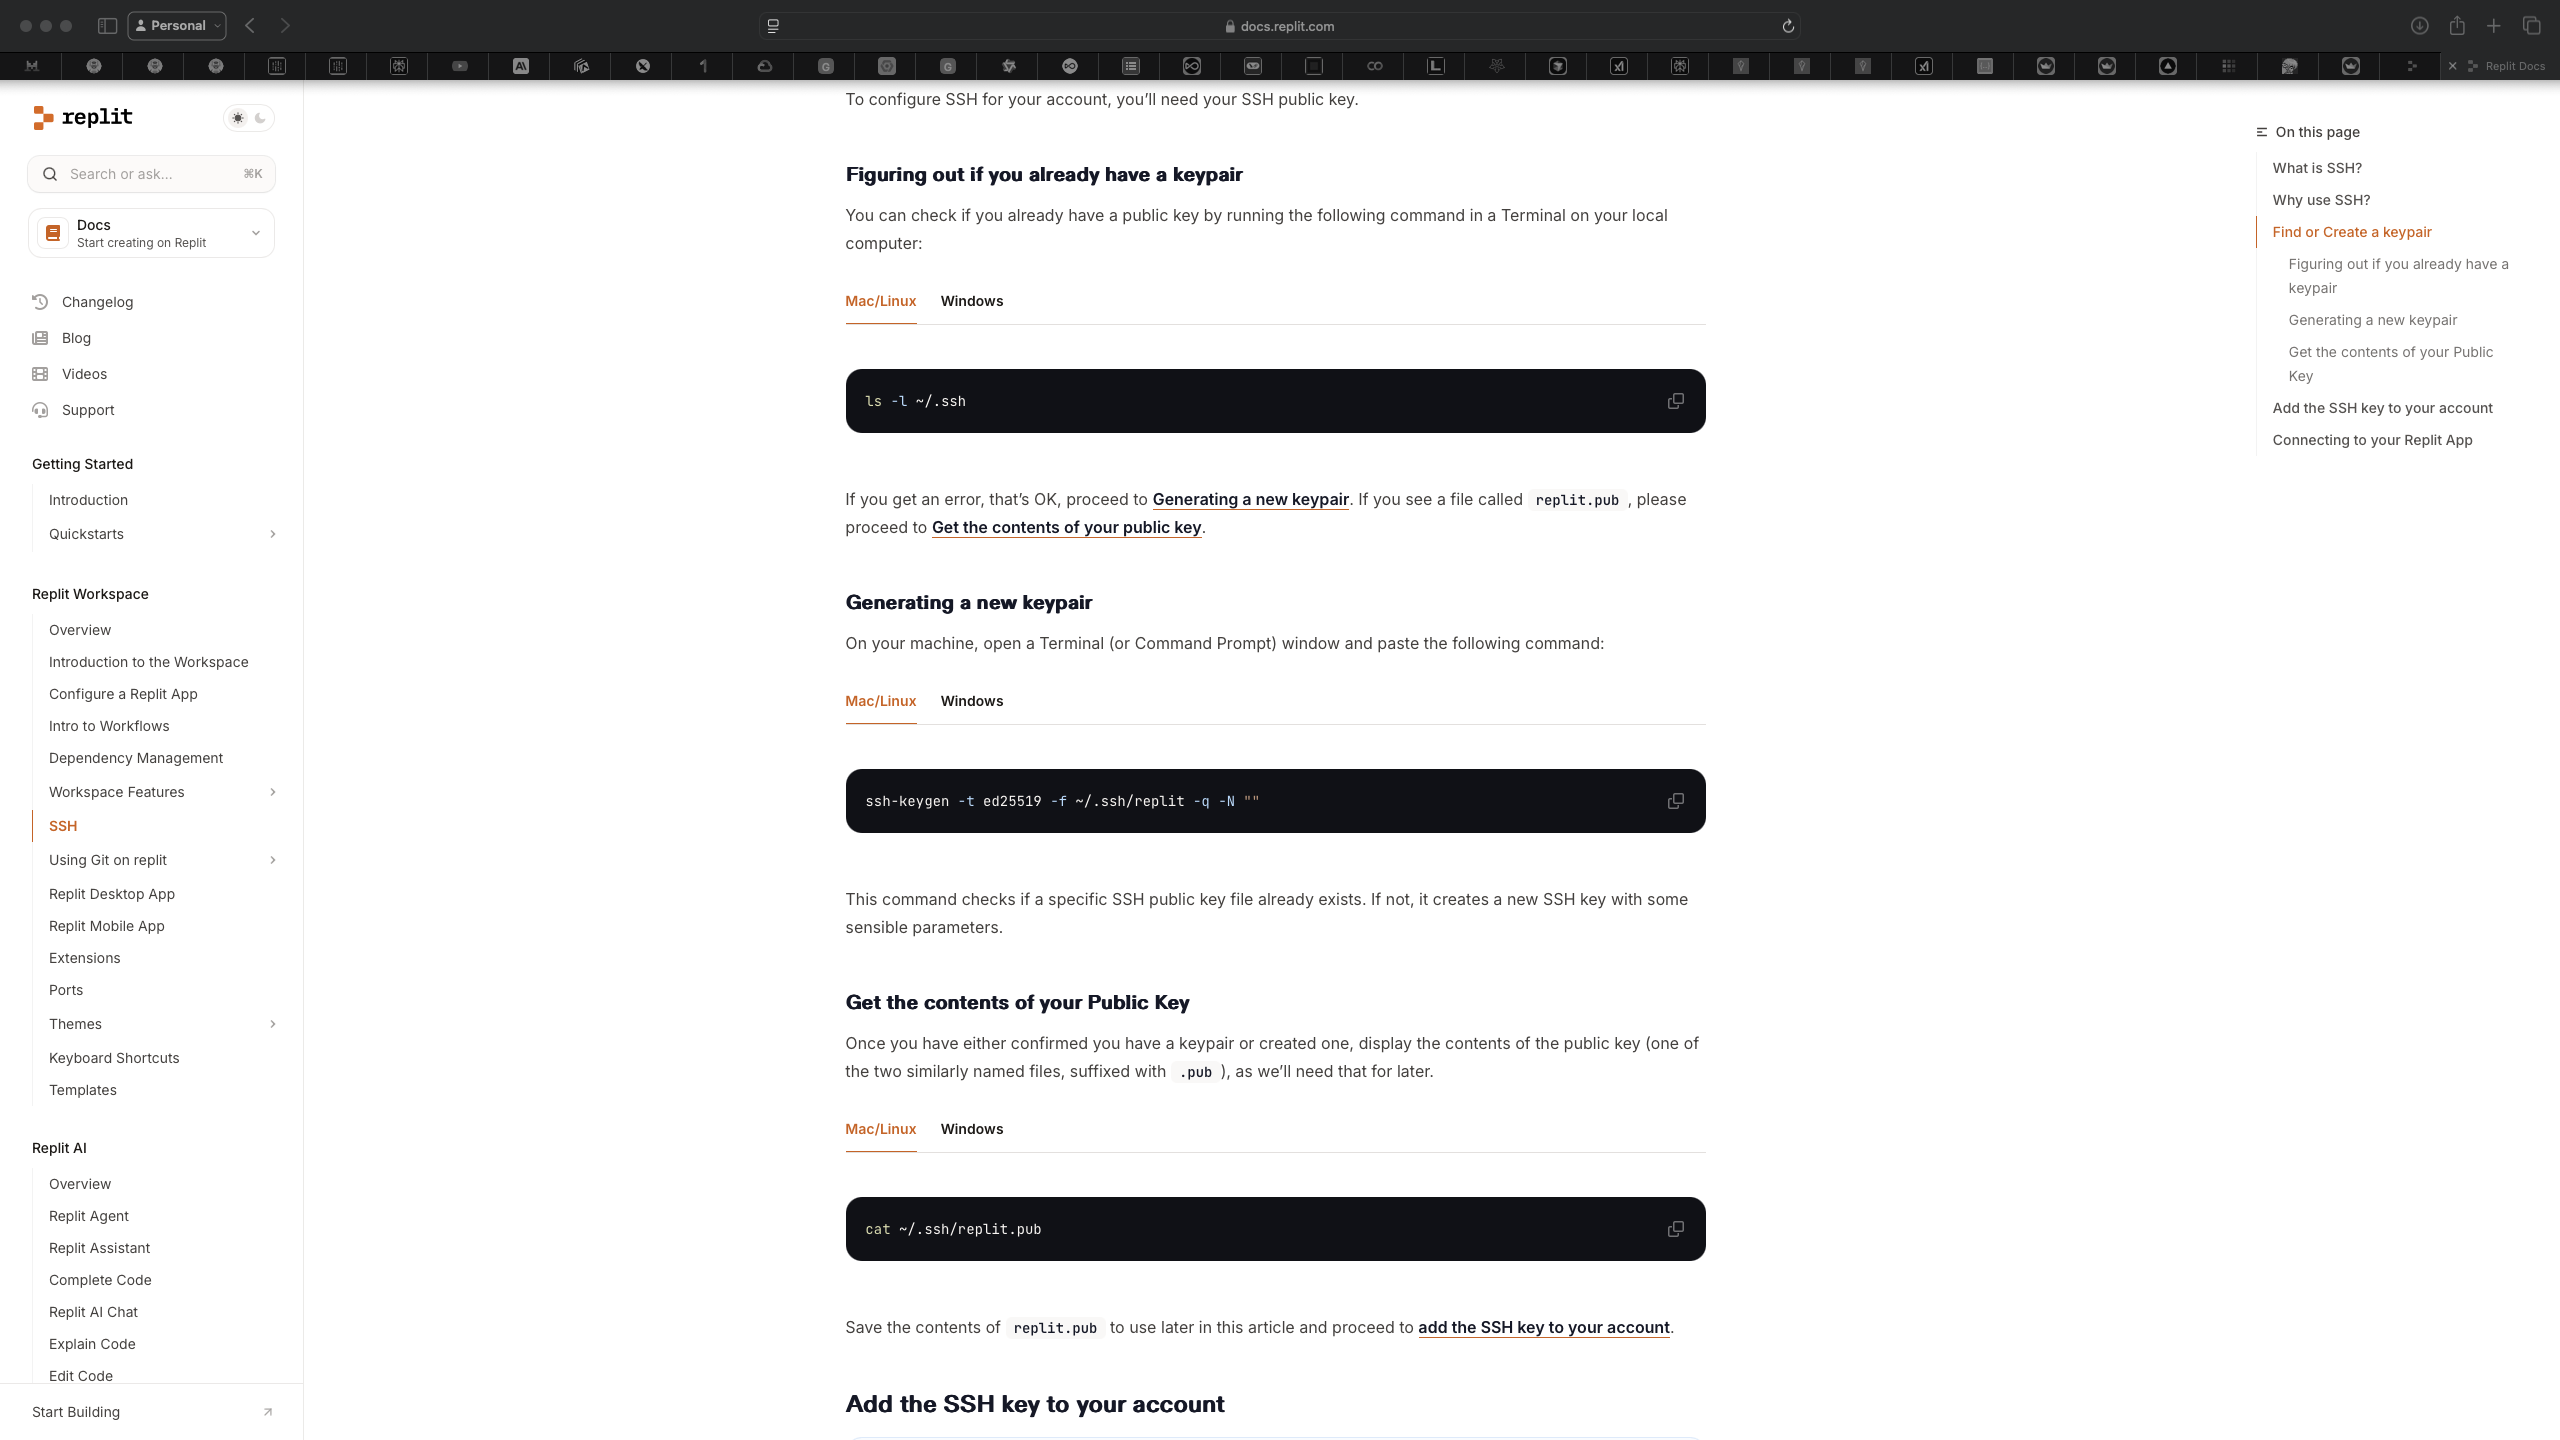 Personal
docs.replit.com
Replit Docs
replit
Search or ask...
⌘K
Docs
Start creating on Replit
Changelog
Blog
Videos
Support
Getting Started
Introduction
Quickstarts
Replit Workspace
Overview
Introduction to the Workspace
Configure a Replit App
Intro to Workflows
Dependency Management
Workspace Features
SSH
Using Git on replit
Replit Desktop App
Replit Mobile App
Extensions
Ports
Themes
Keyboard Shortcuts
Templates
Replit AI
Overview
Replit Agent
Replit Assistant
Complete Code
Replit AI Chat
Explain Code
Edit Code
Start Building
To configure SSH for your account, you’ll need your SSH public key.
Figuring out if you already have a keypair
You can check if you already have a public key by running the following command in a Terminal on your local
computer:
Mac/Linux Windows
ls -l ~/.ssh
If you get an error, that’s OK, proceed to Generating a new keypair. If you see a file called replit.pub, please
proceed to Get the contents of your public key.
Generating a new keypair
On your machine, open a Terminal (or Command Prompt) window and paste the following command:
Mac/Linux Windows
ssh-keygen -t ed25519 -f ~/.ssh/replit -q -N ""
This command checks if a specific SSH public key file already exists. If not, it creates a new SSH key with some
sensible parameters.
Get the contents of your Public Key
Once you have either confirmed you have a keypair or created one, display the contents of the public key (one of
the two similarly named files, suffixed with .pub), as we’ll need that for later.
Mac/Linux Windows
cat ~/.ssh/replit.pub
Save the contents of replit.pub to use later in this article and proceed to add the SSH key to your account.
Add the SSH key to your account
On this page
What is SSH?
Why use SSH?
Find or Create a keypair
Figuring out if you already have a
keypair
Generating a new keypair
Get the contents of your Public
Key
Add the SSH key to your account
Connecting to your Replit App